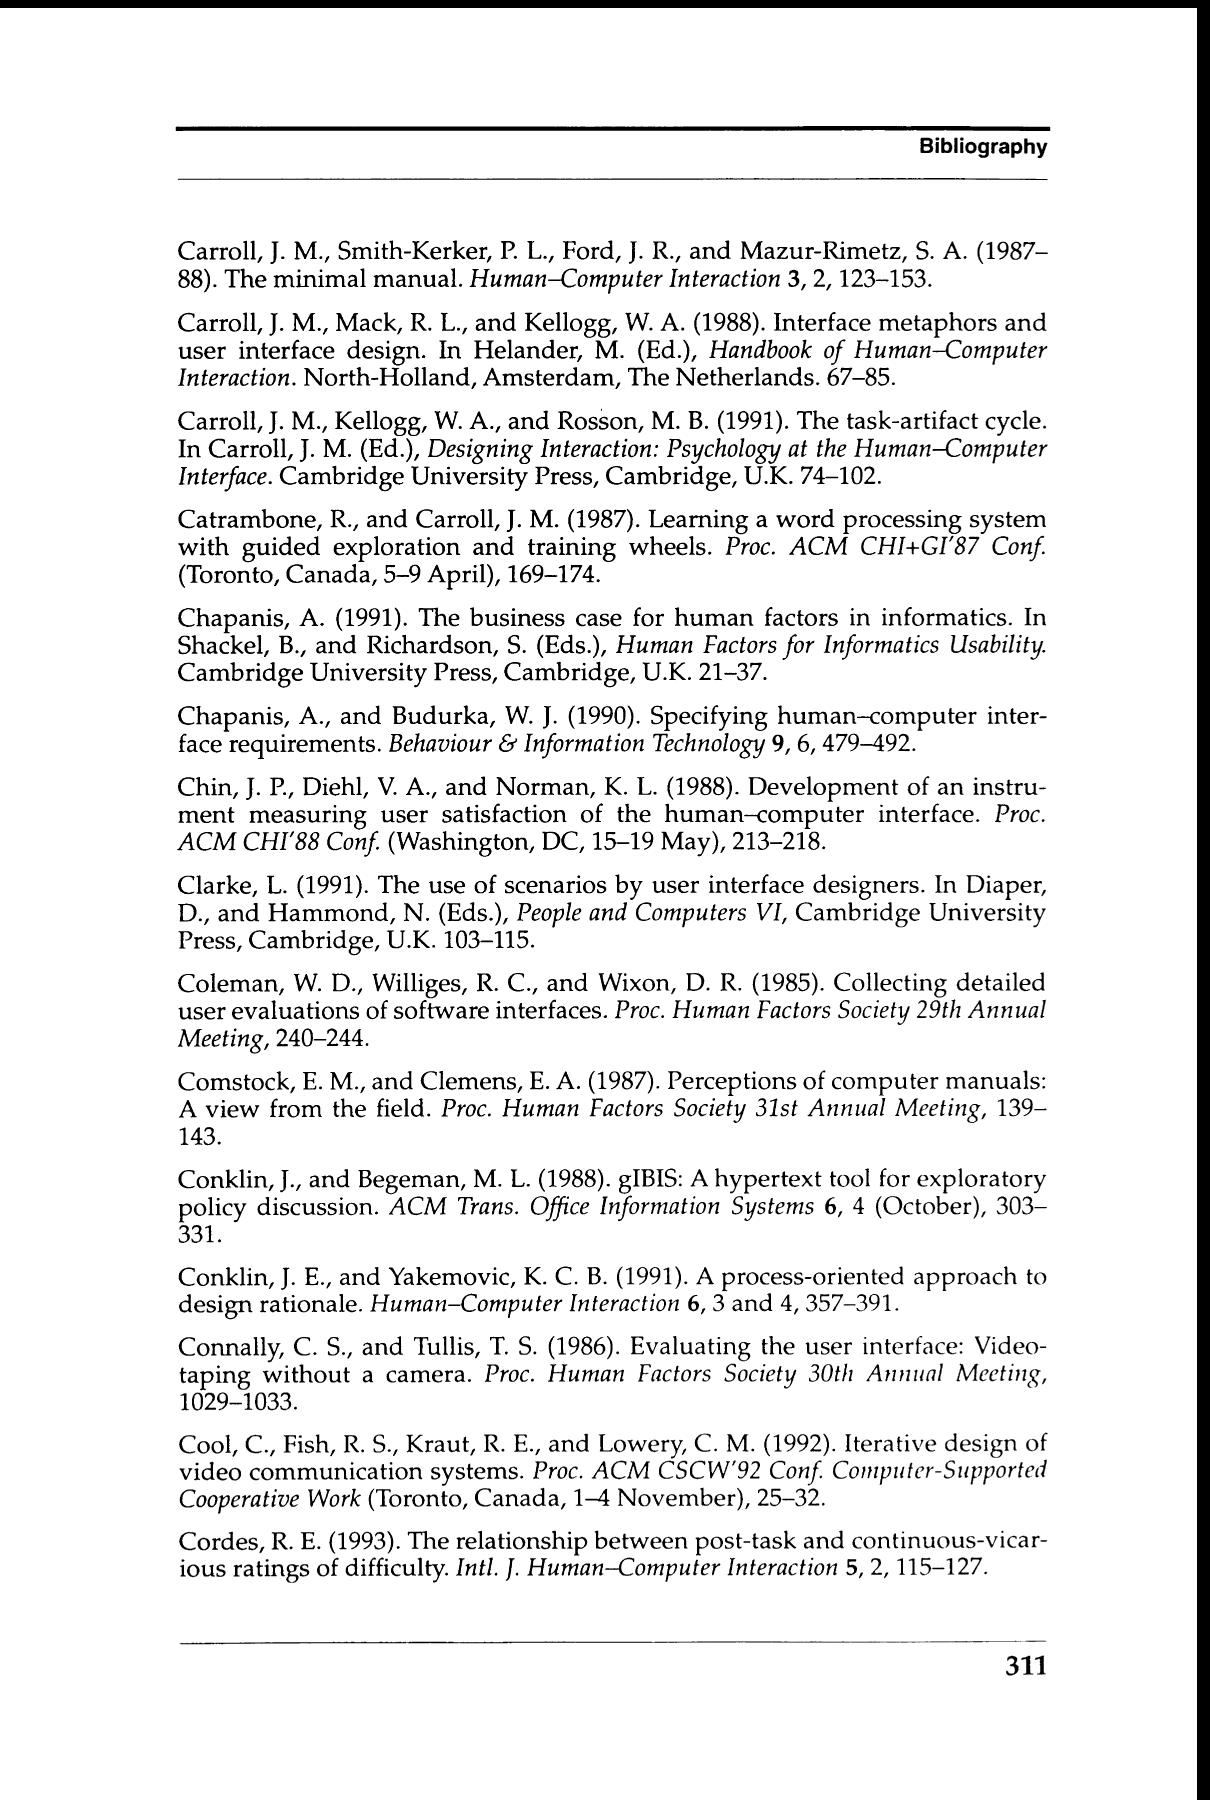 Bibliography
Carroll, J. M., Smith-Kerker, P. L., Ford, J. R., and Mazur-Rimetz, S. A. (1987–
88). The minimal manual. Human–Computer Interaction 3, 2, 123–153.
Carroll, J. M., Mack, R. L., and Kellogg, W. A. (1988). Interface metaphors and
user interface design. In Helander, M. (Ed.), Handbook of Human–Computer
Interaction. North-Holland, Amsterdam, The Netherlands. 67–85.
Carroll, J. M., Kellogg, W. A., and Rosson, M. B. (1991). The task-artifact cycle.
In Carroll, J. M. (Ed.), Designing Interaction: Psychology at the Human–Computer
Interface. Cambridge University Press, Cambridge, U.K. 74–102.
Catrambone, R., and Carroll, J. M. (1987). Learning a word processing system
with guided exploration and training wheels. Proc. ACM CHI+GI'87 Conf.
(Toronto, Canada, 5–9 April), 169–174.
Chapanis, A. (1991). The business case for human factors in informatics. In
Shackel, B., and Richardson, S. (Eds.), Human Factors for Informatics Usability.
Cambridge University Press, Cambridge, U.K. 21–37.
Chapanis, A., and Budurka, W. J. (1990). Specifying human–computer inter-
face requirements. Behaviour & Information Technology 9, 6, 479–492.
Chin, J. P., Diehl, V. A., and Norman, K. L. (1988). Development of an instru-
ment measuring user satisfaction of the human–computer interface. Proc.
ACM CHI'88 Conf. (Washington, DC, 15–19 May), 213–218.
Clarke, L. (1991). The use of scenarios by user interface designers. In Diaper,
D., and Hammond, N. (Eds.), People and Computers VI, Cambridge University
Press, Cambridge, U.K. 103–115.
Coleman, W. D., Williges, R. C., and Wixon, D. R. (1985). Collecting detailed
user evaluations of software interfaces. Proc. Human Factors Society 29th Annual
Meeting, 240–244.
Comstock, E. M., and Clemens, E. A. (1987). Perceptions of computer manuals:
A view from the field. Proc. Human Factors Society 31st Annual Meeting, 139–
143.
Conklin, J., and Begeman, M. L. (1988). gIBIS: A hypertext tool for exploratory
policy discussion. ACM Trans. Office Information Systems 6, 4 (October), 303–
331.
Conklin, J. E., and Yakemovic, K. C. B. (1991). A process-oriented approach to
design rationale. Human–Computer Interaction 6, 3 and 4, 357–391.
Connally, C. S., and Tullis, T. S. (1986). Evaluating the user interface: Video-
taping without a camera. Proc. Human Factors Society 30th Annual Meeting,
1029–1033.
Cool, C., Fish, R. S., Kraut, R. E., and Lowery, C. M. (1992). Iterative design of
video communication systems. Proc. ACM CSCW'92 Conf. Computer-Supported
Cooperative Work (Toronto, Canada, 1–4 November), 25–32.
Cordes, R. E. (1993). The relationship between post-task and continuous-vicar-
ious ratings of difficulty. Intl. J. Human–Computer Interaction 5, 2, 115–127.
311